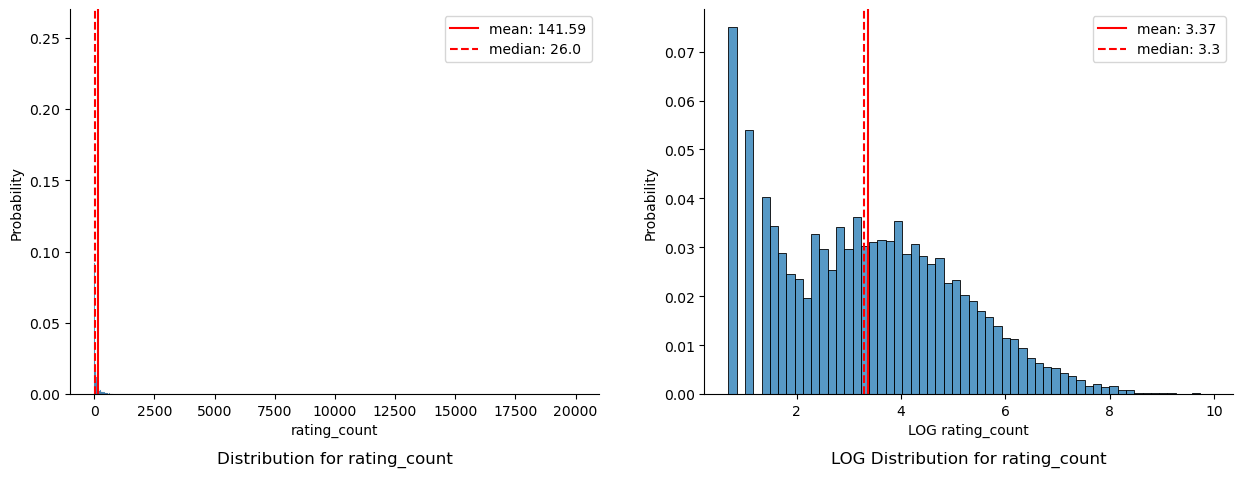 mean: 141.59
median: 26.0
0.25
0.20
0.15
0.10
0.05
0.00
Probability
0 2500 5000 7500 10000 12500 15000 17500 20000
rating_count
Distribution for rating_count
mean: 3.37
median: 3.3
0.07
0.06
0.05
0.04
0.03
0.02
0.01
0.00
Probability
2 4 6 8 10
LOG rating_count
LOG Distribution for rating_count